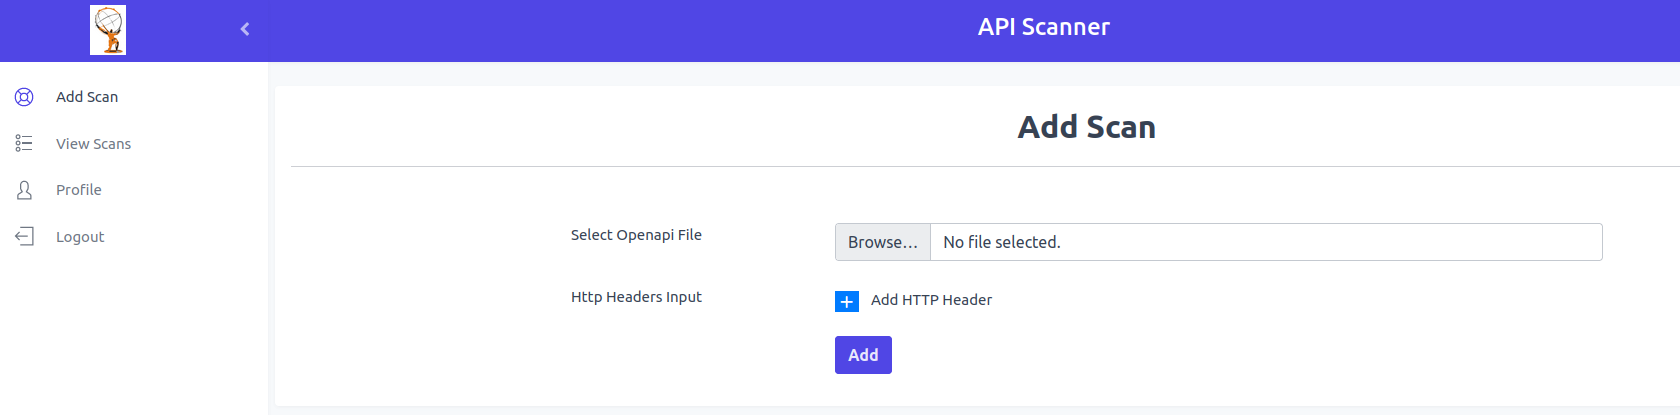 API Scanner
Add Scan
View Scans
Profile
Logout
Add Scan
Select Openapi File
Browse... No file selected.
Http Headers Input
+ Add HTTP Header
Add